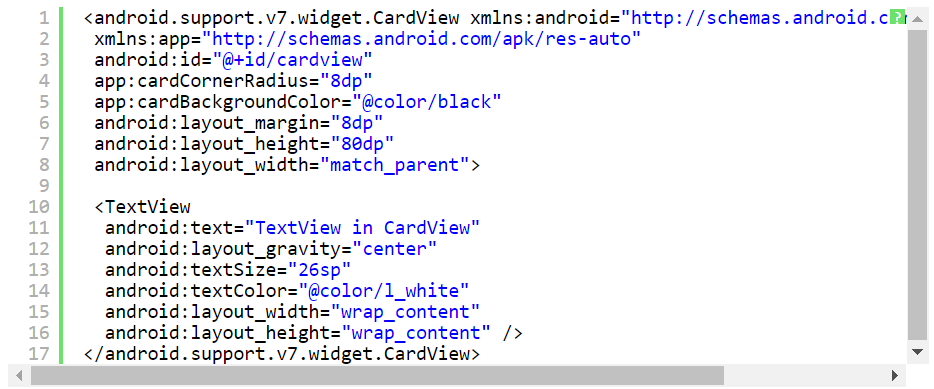 1 <android.support.v7.widget.CardView xmlns:android="http://schemas.android.c
2 xmlns:app="http://schemas.android.com/apk/res-auto"
3 android:id="@+id/cardview"
4 app:cardCornerRadius="8dp"
5 app:cardBackgroundColor="@color/black"
6 android:layout_margin="8dp"
7 android:layout_height="80dp"
8 android:layout_width="match_parent">
9
10 <TextView
11 android:text="TextView in CardView"
12 android:layout_gravity="center"
13 android:textSize="26sp"
14 android:textColor="@color/l_white"
15 android:layout_width="wrap_content"
16 android:layout_height="wrap_content" />
17 </android.support.v7.widget.CardView>